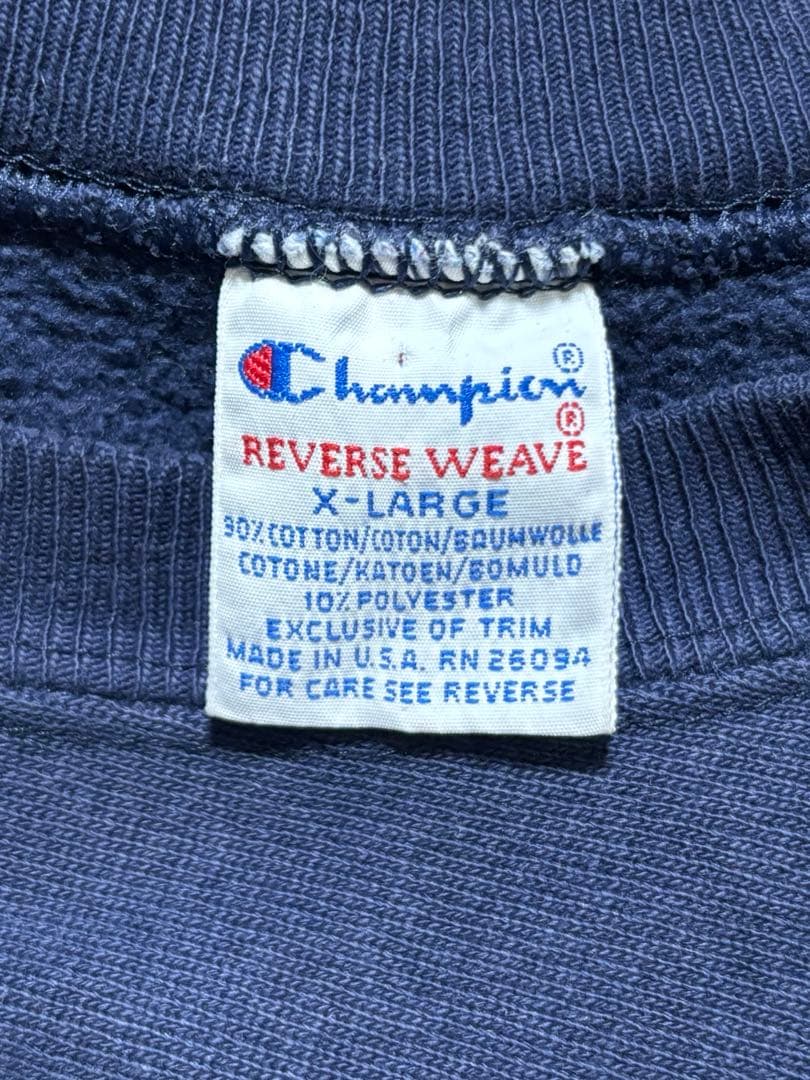 Champion®
®
REVERSE WEAVE
X-LARGE
90% COTTON/COTON/BAUMWOLLE
COTONE/KATOEN/BOMULD
10% POLYESTER
EXCLUSIVE OF TRIM
MADE IN U.S.A. RN 26094
FOR CARE SEE REVERSE